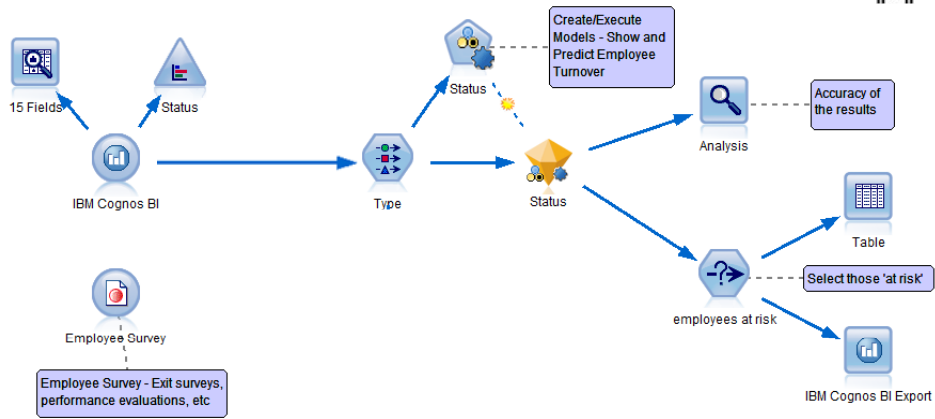 Create/Execute
Models - Show and
Predict Employee
Turnover
15 Fields
Status
Status
Accuracy of
the results
Analysis
IBM Cognos BI
Type
Status
Table
Select those 'at risk'
employees at risk
Employee Survey
Employee Survey - Exit surveys,
performance evaluations, etc
IBM Cognos BI Export